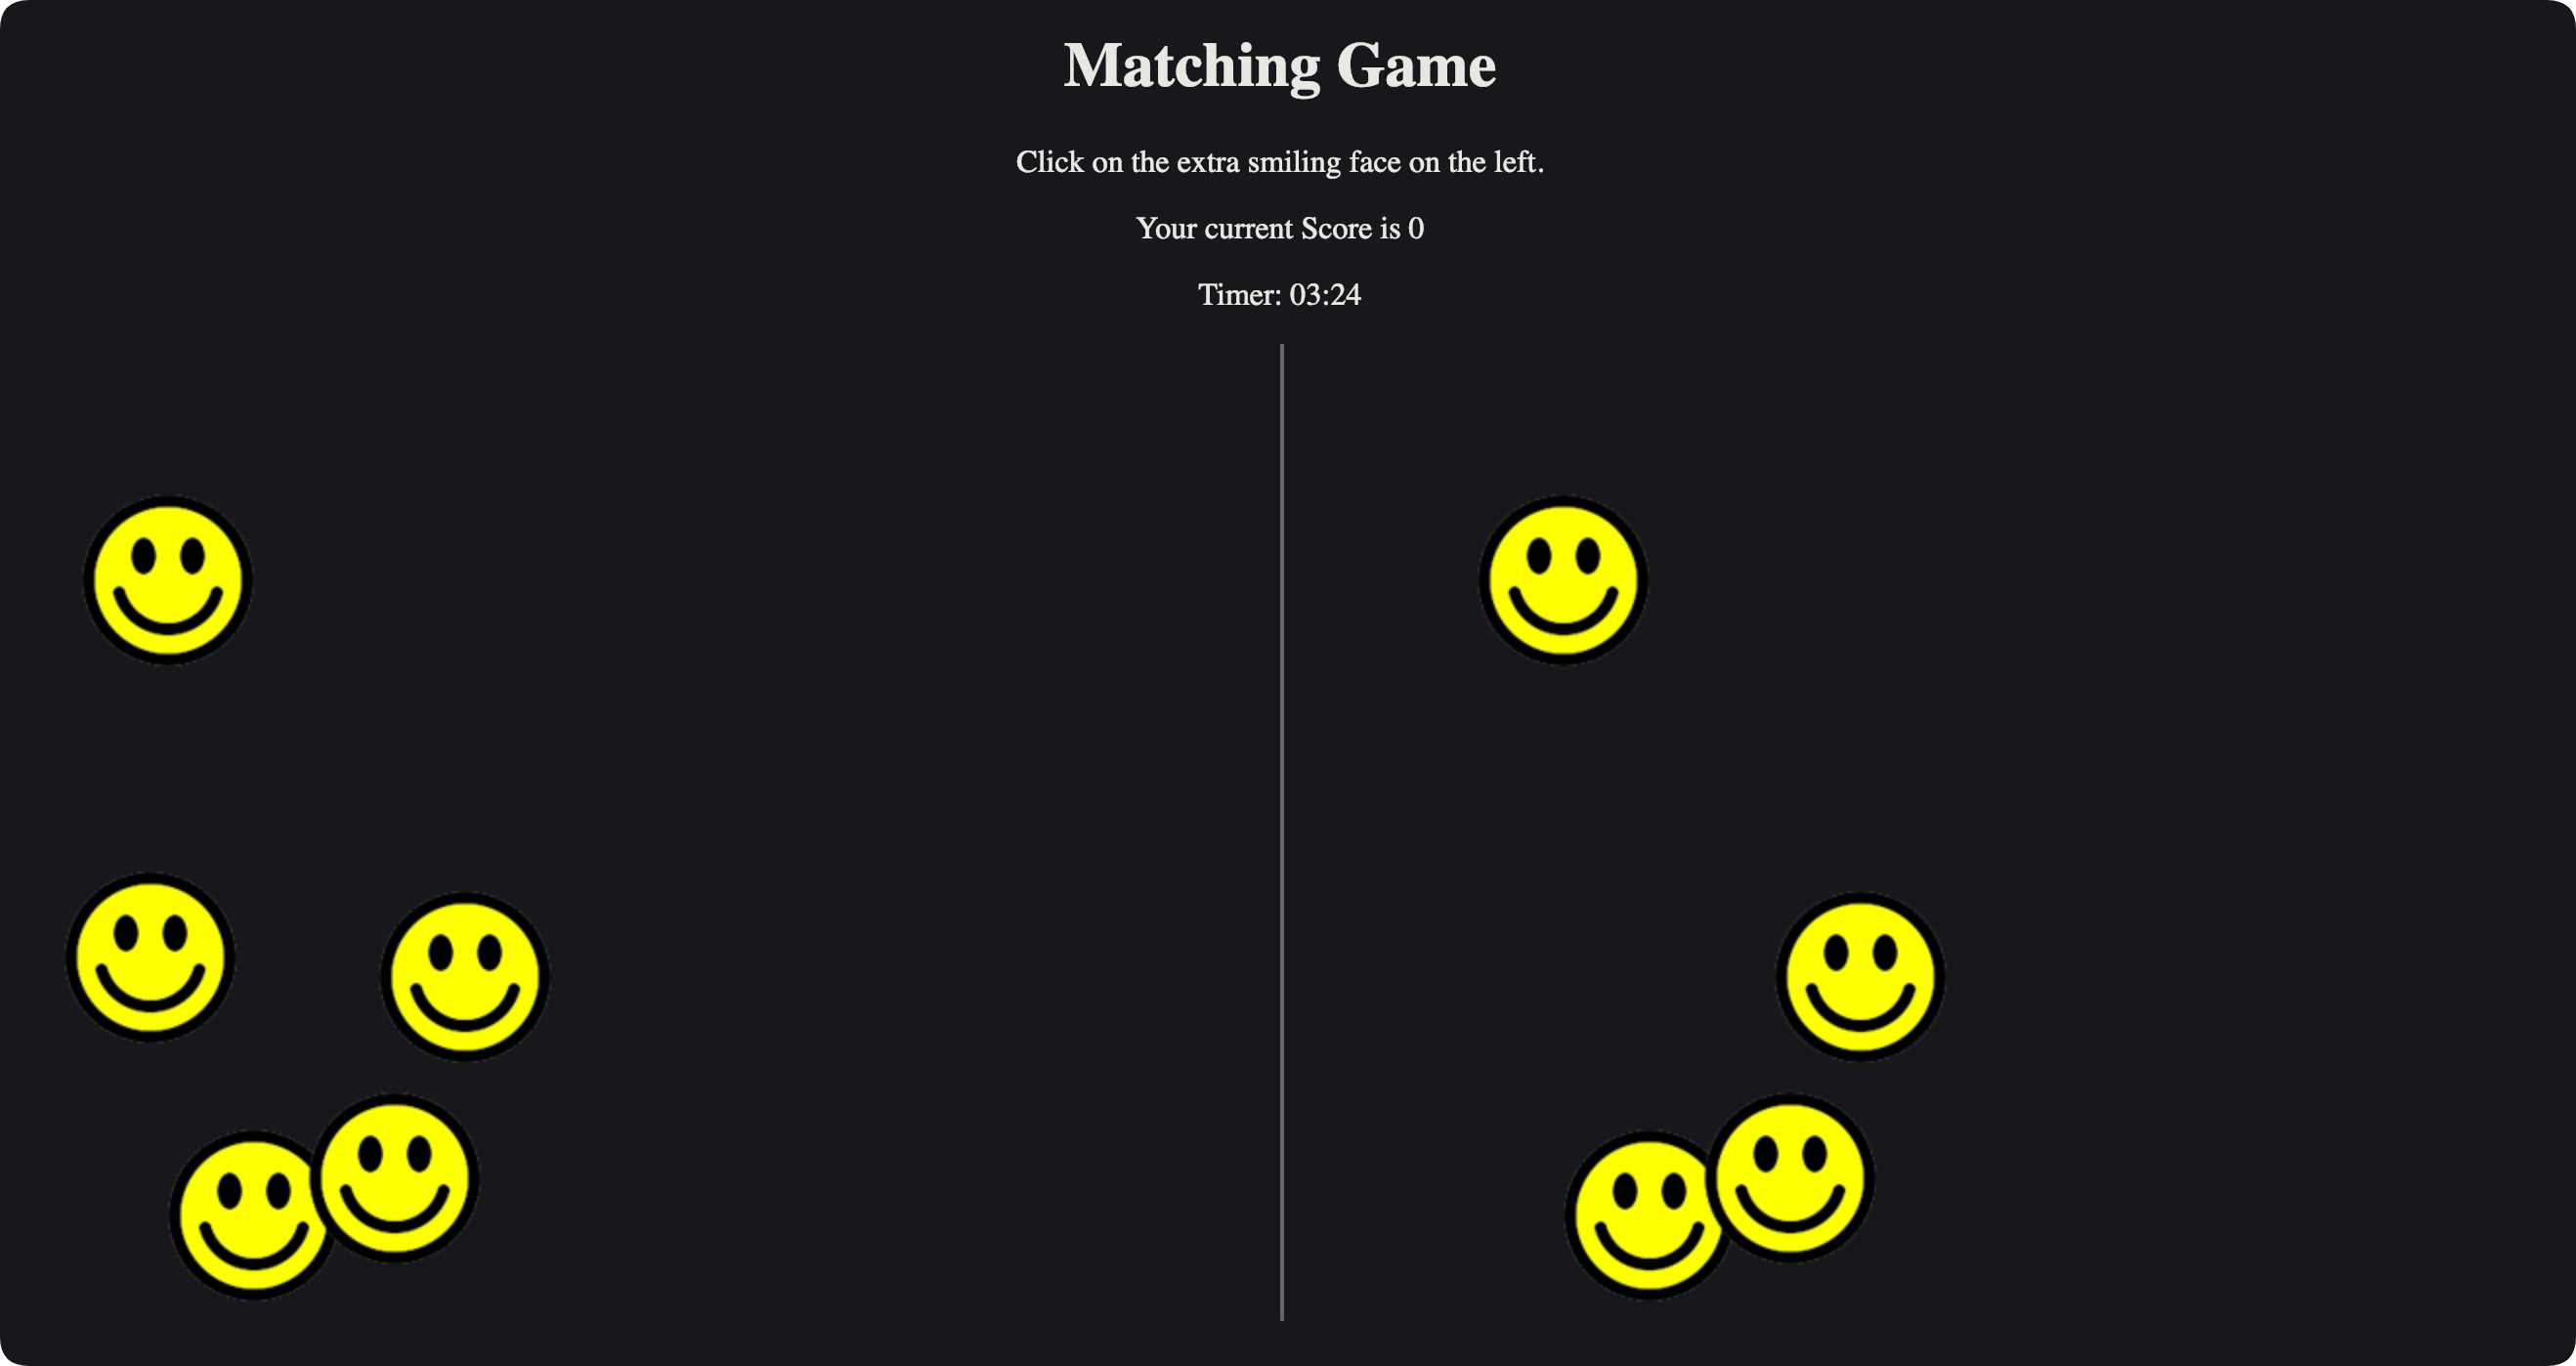 Matching Game
Click on the extra smiling face on the left.
Your current Score is 0
Timer: 03:24